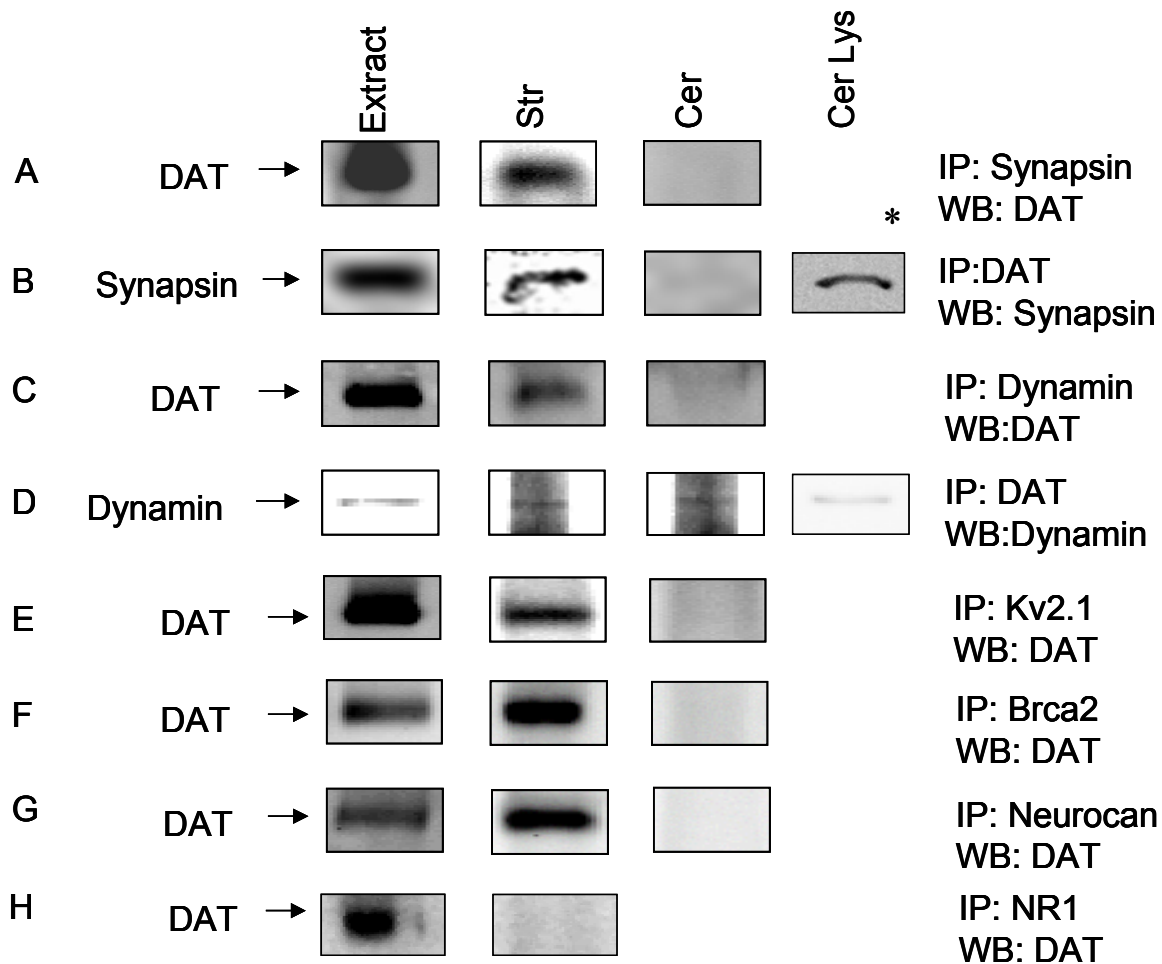 Extract
Str
Cer
Cer Lys
A DAT IP: Synapsin
WB: DAT
*
B Synapsin IP:DAT
WB: Synapsin
C DAT IP: Dynamin
WB:DAT
D Dynamin IP: DAT
WB:Dynamin
E DAT IP: Kv2.1
WB: DAT
F DAT IP: Brca2
WB: DAT
G DAT IP: Neurocan
WB: DAT
H DAT IP: NR1
WB: DAT